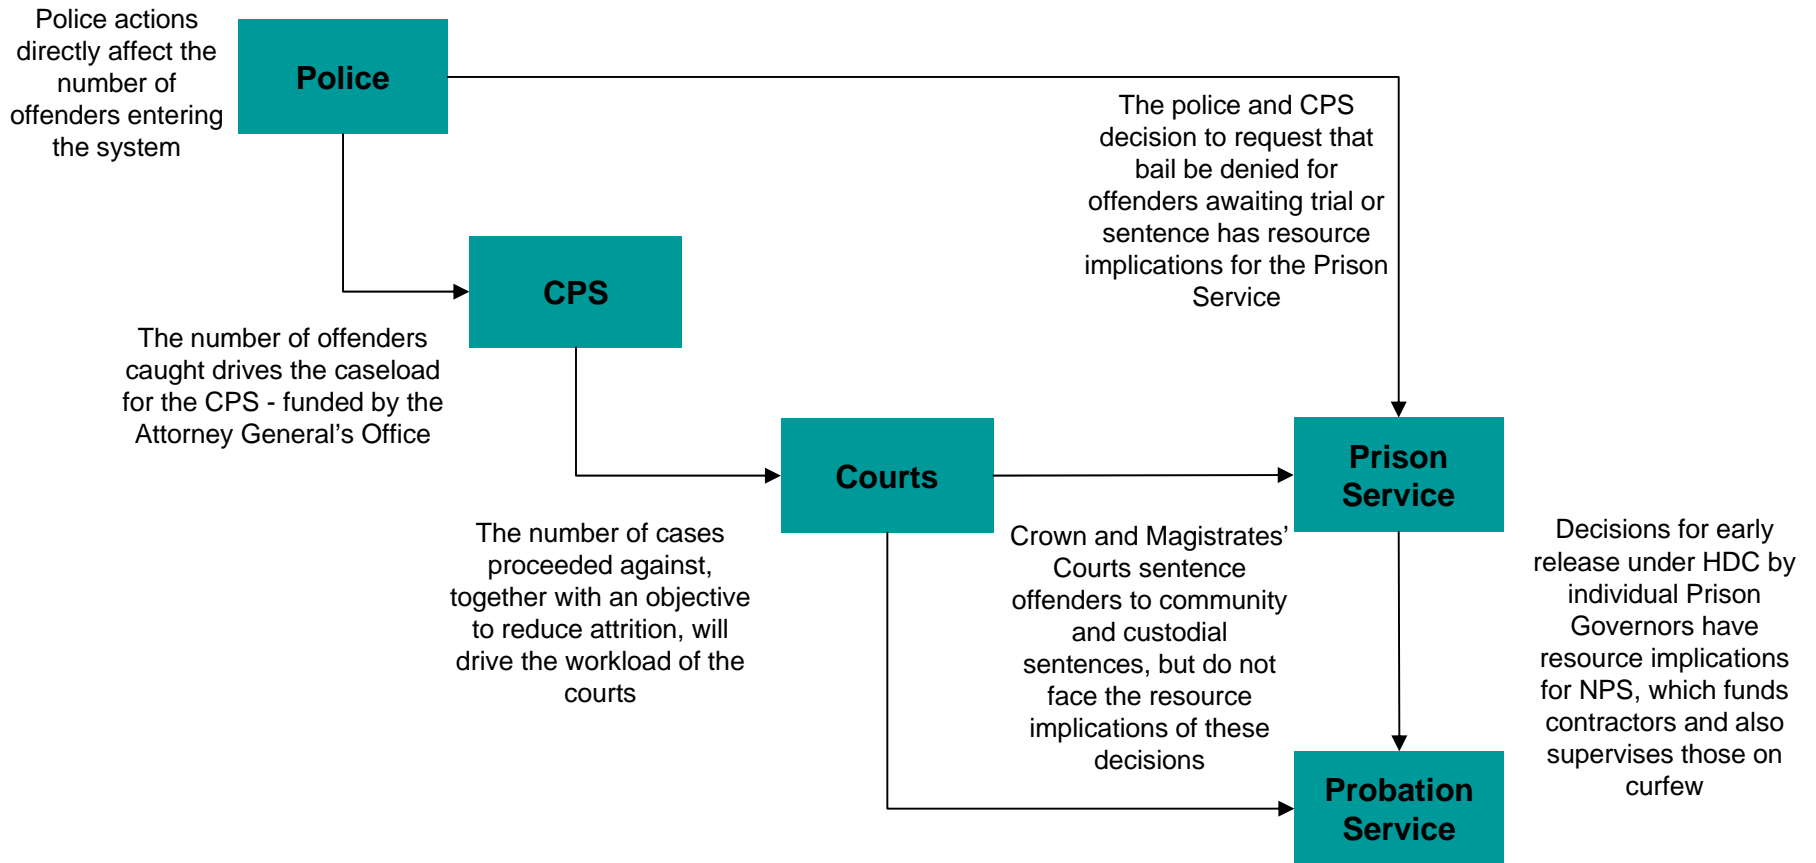 Police actions
directly affect the
number of
offenders entering
the system
Police
The police and CPS
decision to request that
bail be denied for
offenders awaiting trial or
sentence has resource
implications for the Prison
Service
CPS
The number of offenders
caught drives the caseload
for the CPS - funded by the
Attorney General’s Office
Courts
Prison
Service
The number of cases
proceeded against,
together with an objective
to reduce attrition, will
drive the workload of the
courts
Crown and Magistrates’
Courts sentence
offenders to community
and custodial
sentences, but do not
face the resource
implications of these
decisions
Decisions for early
release under HDC by
individual Prison
Governors have
resource implications
for NPS, which funds
contractors and also
supervises those on
curfew
Probation
Service